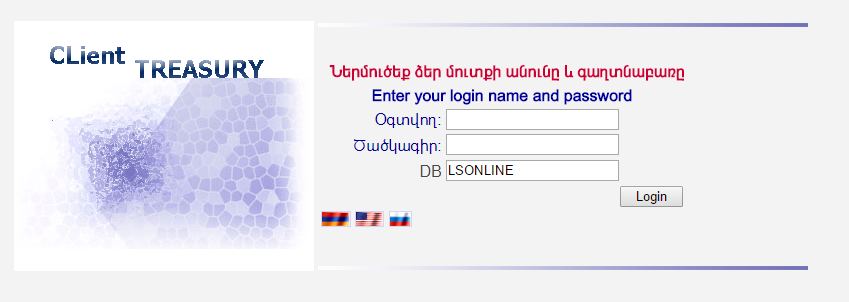 CLient TREASURY
Ներմուծեք ձեր մուտքի անունը և գաղտնաբառը
Enter your login name and password
Օգտվող:
Ծածկագիր:
DB LSONLINE
Login